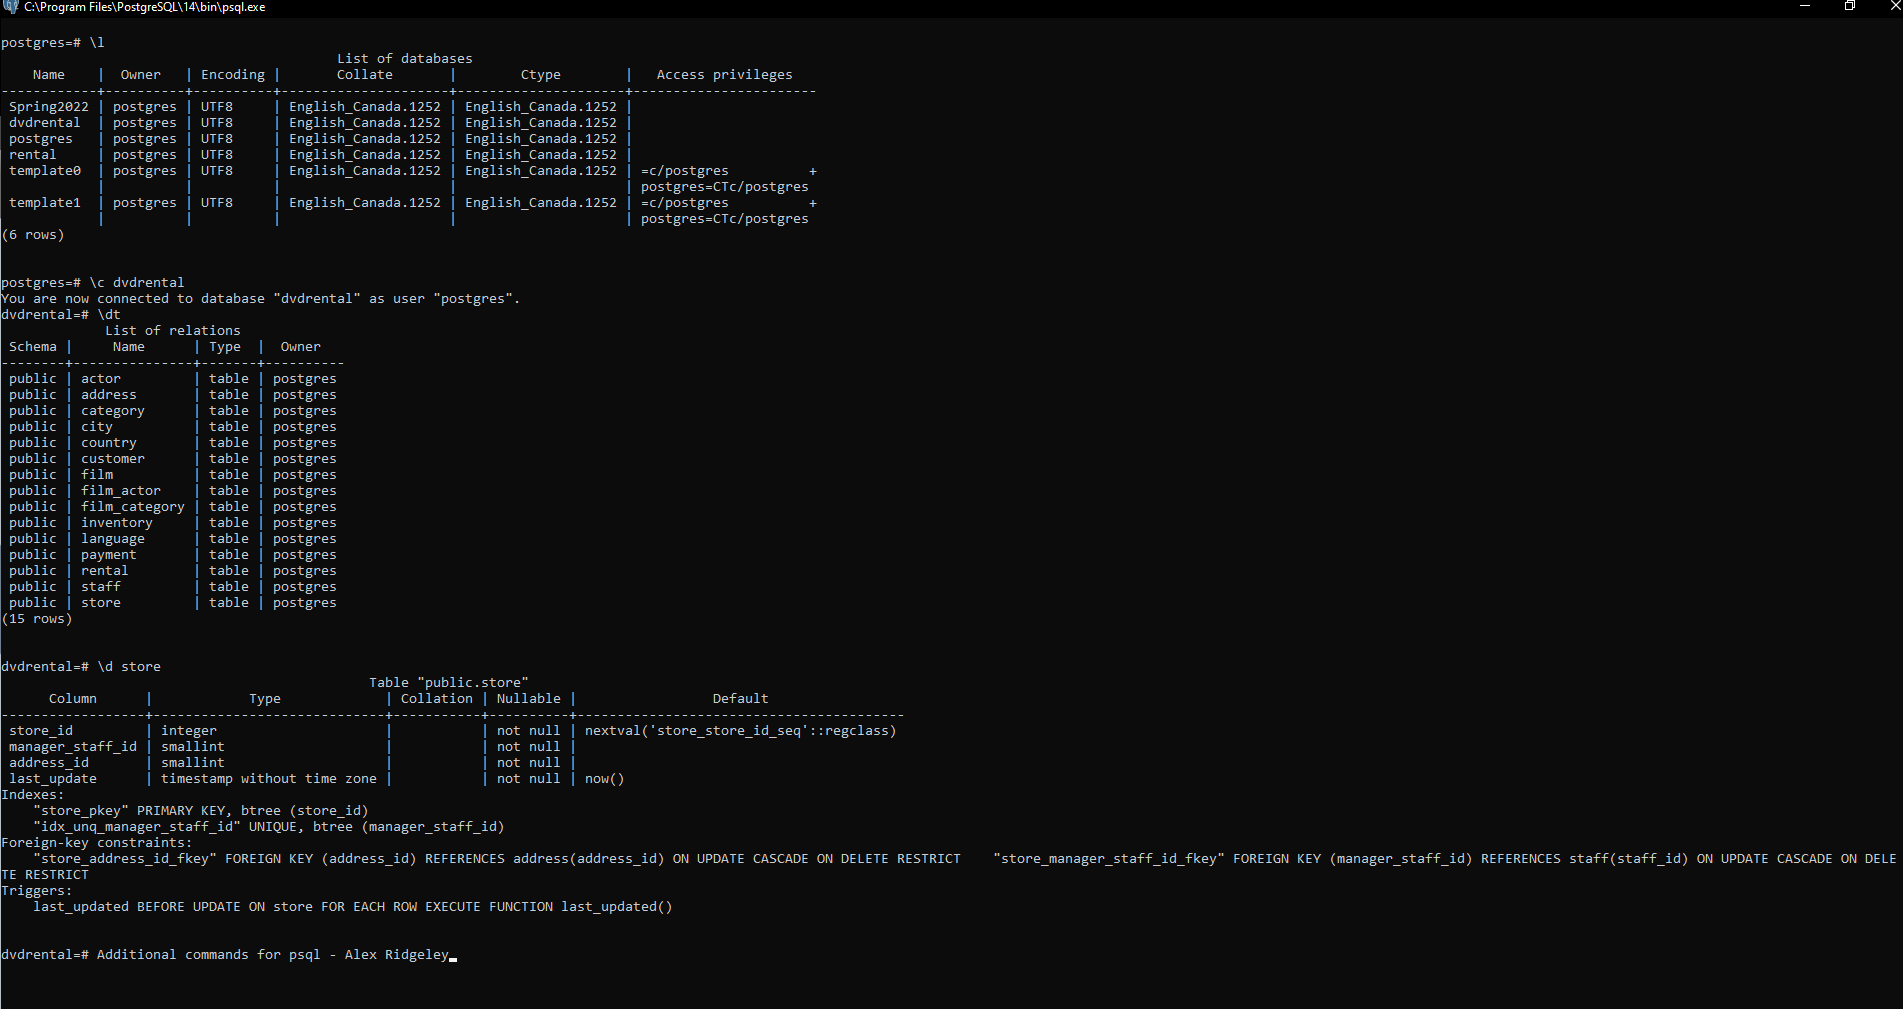 C:\Program Files\PostgreSQL\14\bin\psql.exe
postgres=# \l
                                          List of databases
    Name    |  Owner   | Encoding |       Collate        |        Ctype         |   Access privileges
------------+----------+----------+----------------------+----------------------+-----------------------
 Spring2022 | postgres | UTF8     | English_Canada.1252 | English_Canada.1252 |
 dvdrental  | postgres | UTF8     | English_Canada.1252 | English_Canada.1252 |
 postgres   | postgres | UTF8     | English_Canada.1252 | English_Canada.1252 |
 rental     | postgres | UTF8     | English_Canada.1252 | English_Canada.1252 |
 template0  | postgres | UTF8     | English_Canada.1252 | English_Canada.1252 | =c/postgres          +
            |          |          |                     |                     | postgres=CTc/postgres
 template1  | postgres | UTF8     | English_Canada.1252 | English_Canada.1252 | =c/postgres          +
            |          |          |                     |                     | postgres=CTc/postgres
(6 rows)
postgres=# \c dvdrental
You are now connected to database "dvdrental" as user "postgres".
dvdrental=# \dt
             List of relations
 Schema |     Name      | Type  |  Owner
--------+---------------+-------+----------
 public | actor         | table | postgres
 public | address       | table | postgres
 public | category      | table | postgres
 public | city          | table | postgres
 public | country       | table | postgres
 public | customer      | table | postgres
 public | film          | table | postgres
 public | film_actor    | table | postgres
 public | film_category | table | postgres
 public | inventory     | table | postgres
 public | language      | table | postgres
 public | payment       | table | postgres
 public | rental        | table | postgres
 public | staff         | table | postgres
 public | store         | table | postgres
(15 rows)
dvdrental=# \d store
                                              Table "public.store"
      Column      |            Type             | Collation | Nullable |                 Default
------------------+-----------------------------+-----------+----------+-----------------------------------------
 store_id         | integer                     |           | not null | nextval('store_store_id_seq'::regclass)
 manager_staff_id | smallint                    |           | not null |
 address_id       | smallint                    |           | not null |
 last_update      | timestamp without time zone |           | not null | now()
Indexes:
    "store_pkey" PRIMARY KEY, btree (store_id)
    "idx_unq_manager_staff_id" UNIQUE, btree (manager_staff_id)
Foreign-key constraints:
    "store_address_id_fkey" FOREIGN KEY (address_id) REFERENCES address(address_id) ON UPDATE CASCADE ON DELETE RESTRICT    "store_manager_staff_id_fkey" FOREIGN KEY (manager_staff_id) REFERENCES staff(staff_id) ON UPDATE CASCADE ON DELE
TE RESTRICT
Triggers:
    last_updated BEFORE UPDATE ON store FOR EACH ROW EXECUTE FUNCTION last_updated()
dvdrental=# Additional commands for psql - Alex Ridgeley